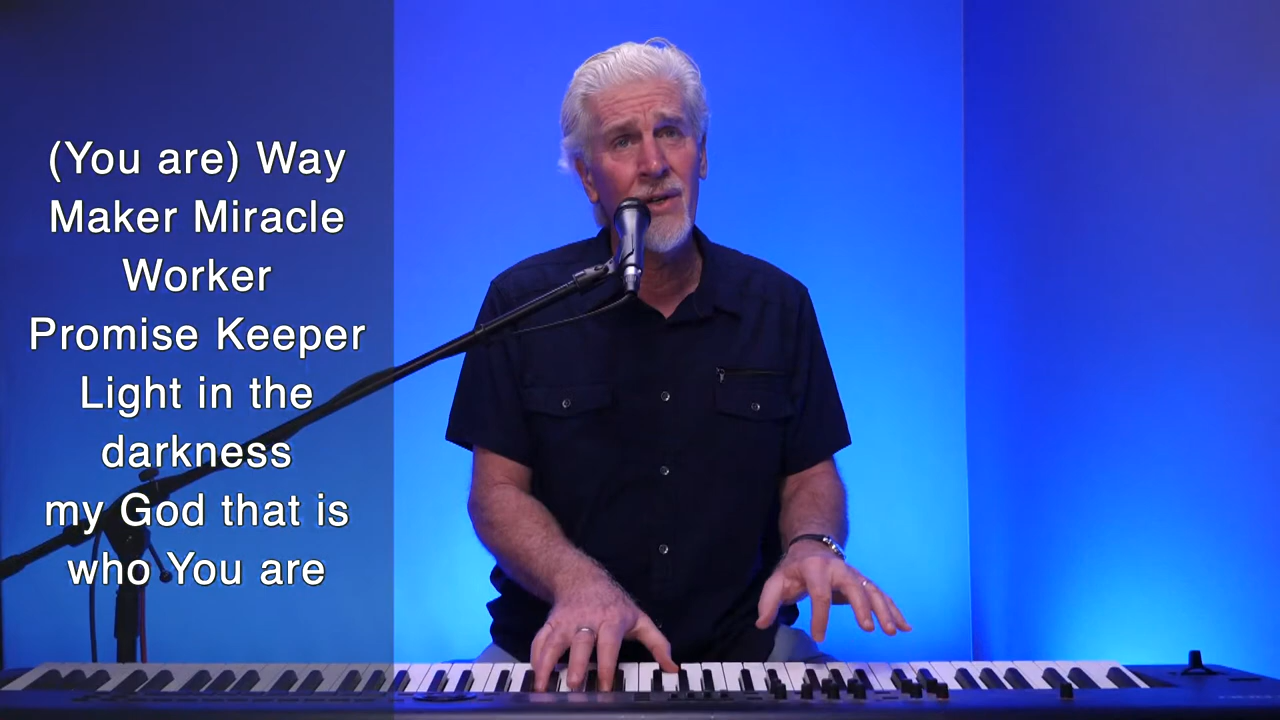 (You are) Way
Maker Miracle
Worker
Promise Keeper
Light in the
darkness
my God that is
who You are